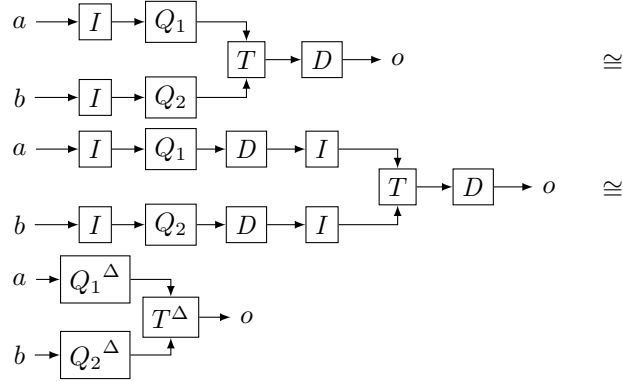 a I Q₁
T D o ≅
b I Q₂
a I Q₁ D I
T D o ≅
b I Q₂ D I
a Q₁^Δ
T^Δ o
b Q₂^Δ